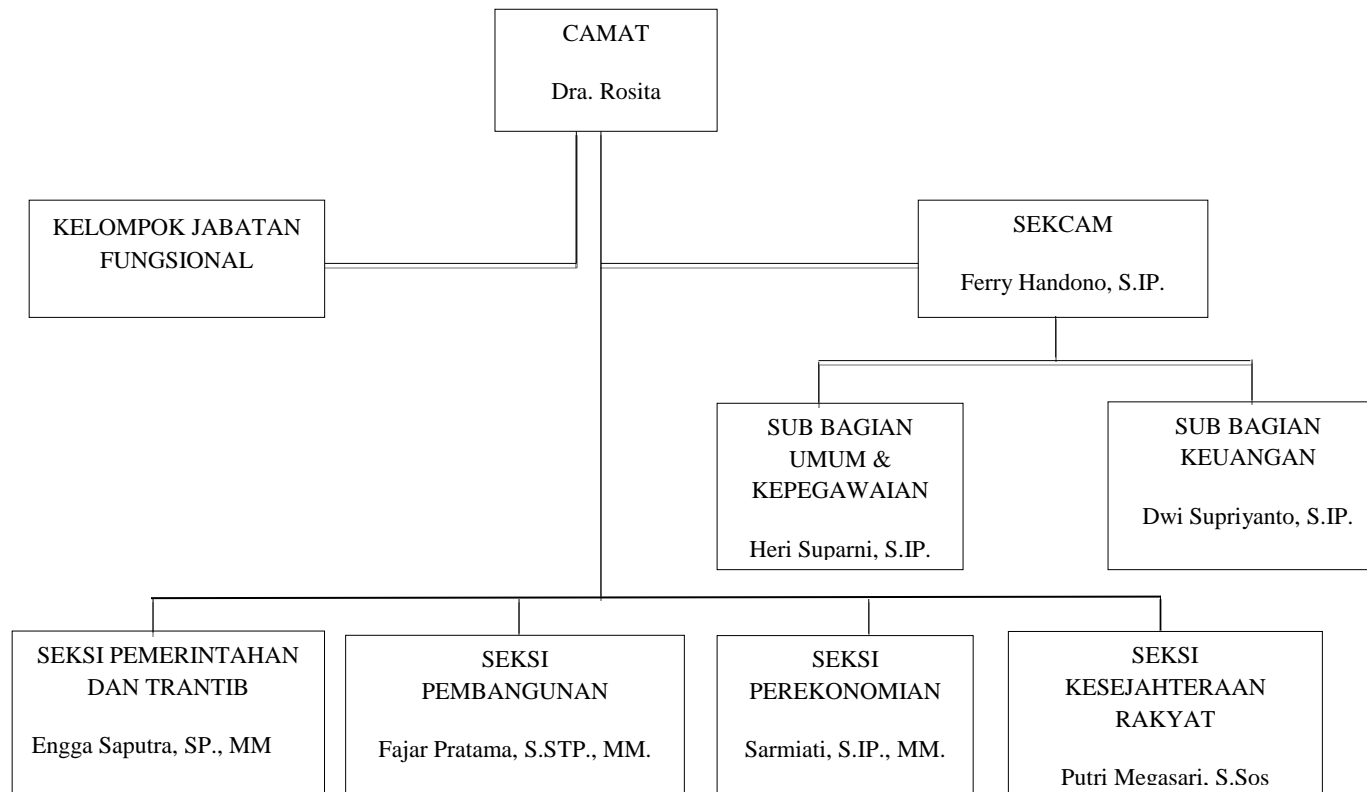 CAMAT
Dra. Rosita
KELOMPOK JABATAN
FUNGSIONAL
SEKCAM
Ferry Handono, S.IP.
SUB BAGIAN
UMUM &
KEPEGAWAIAN
Heri Suparni, S.IP.
SUB BAGIAN
KEUANGAN
Dwi Supriyanto, S.IP.
SEKSI PEMERINTAHAN
DAN TRANTIB
Engga Saputra, SP., MM
SEKSI
PEMBANGUNAN
Fajar Pratama, S.STP., MM.
SEKSI
PEREKONOMIAN
Sarmiati, S.IP., MM.
SEKSI
KESEJAHTERAAN
RAKYAT
Putri Megasari, S.Sos